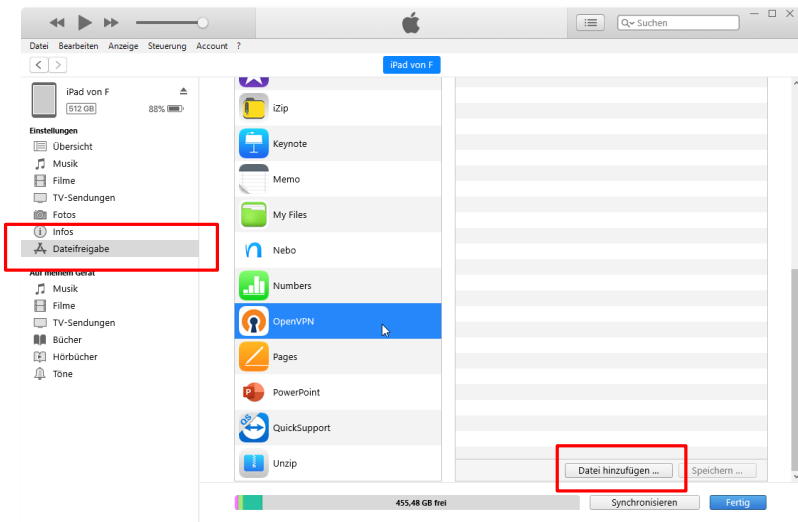 Suchen
Datei Bearbeiten Anzeige Steuerung Account ?
iPad von F
iPad von F
512 GB 88%
Einstellungen
Übersicht
Musik
Filme
TV-Sendungen
Fotos
Infos
Dateifreigabe
Auf meinem Gerät
Musik
Filme
TV-Sendungen
Bücher
Hörbücher
Töne
iZip
Keynote
Memo
My Files
Nebo
Numbers
OpenVPN
Pages
PowerPoint
QS
QuickSupport
Unzip
Datei hinzufügen ... Speichern ...
455,48 GB frei Synchronisieren Fertig